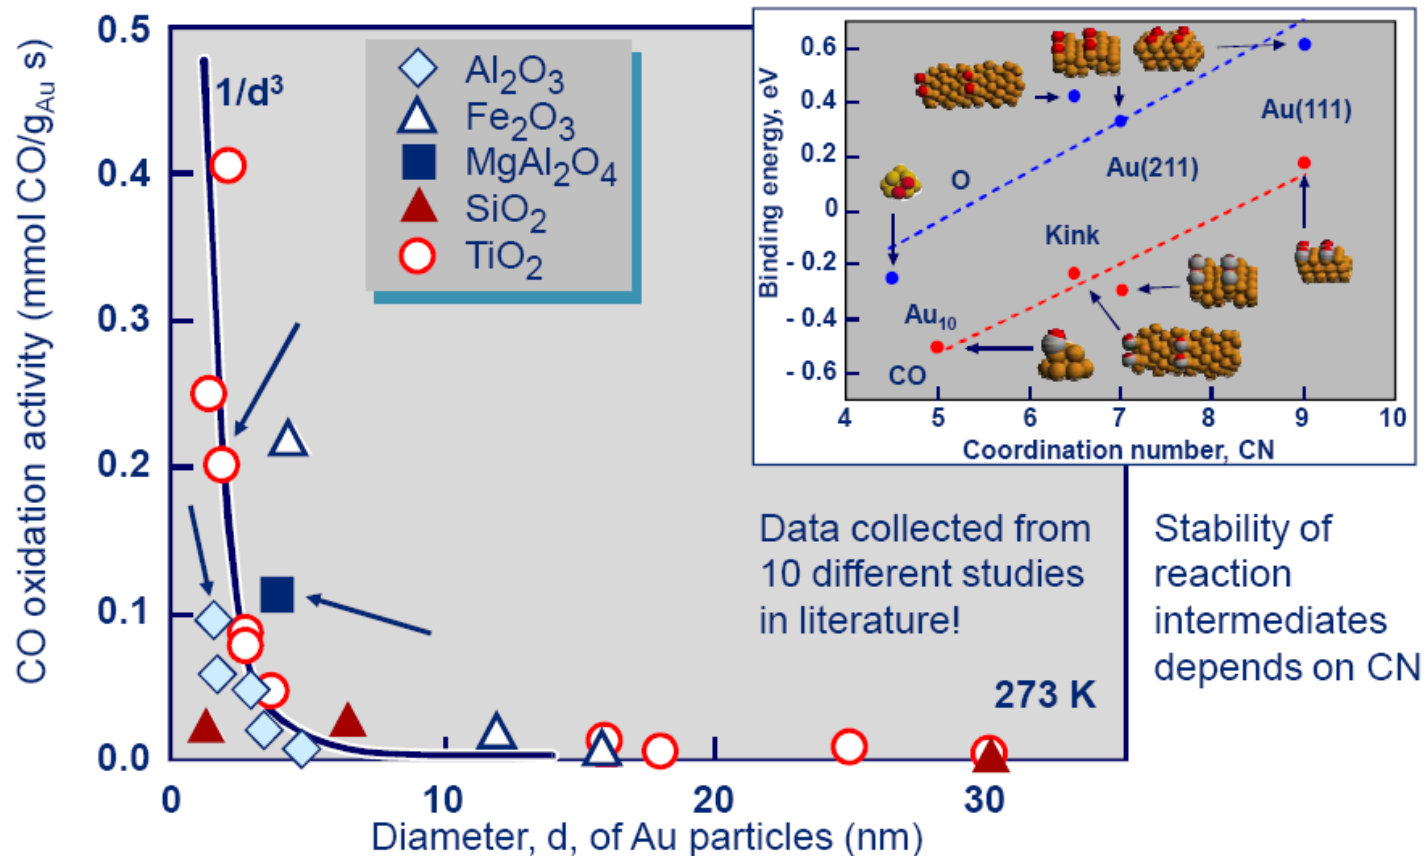 CO oxidation activity (mmol CO/g_Au s)
0.5
0.4
0.3
0.2
0.1
0.0
1/d³
Al₂O₃
Fe₂O₃
MgAl₂O₄
SiO₂
TiO₂
0
10
20
30
Diameter, d, of Au particles (nm)
273 K
Data collected from
10 different studies
in literature!
Binding energy, eV
0.6
0.4
0.2
0
- 0.2
- 0.4
- 0.6
O
Au(111)
Au(211)
Kink
Au₁₀
CO
4
5
6
7
8
9
10
Coordination number, CN
Stability of
reaction
intermediates
depends on CN